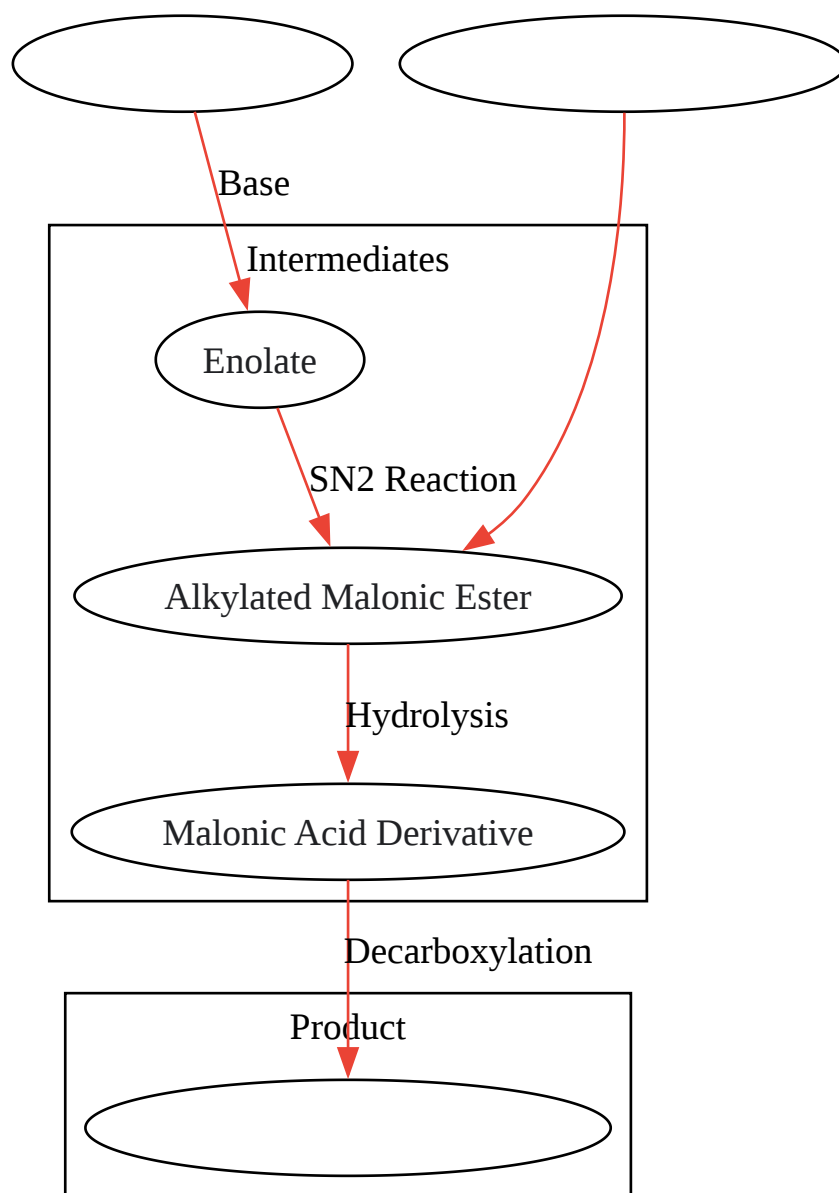 Base
Intermediates
Enolate
SN2 Reaction
Alkylated Malonic Ester
Hydrolysis
Malonic Acid Derivative
Decarboxylation
Product